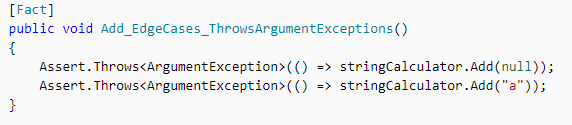 [Fact]
public void Add_EdgeCases_ThrowsArgumentExceptions()
{
    Assert.Throws<ArgumentException>(() => stringCalculator.Add(null));
    Assert.Throws<ArgumentException>(() => stringCalculator.Add("a"));
}